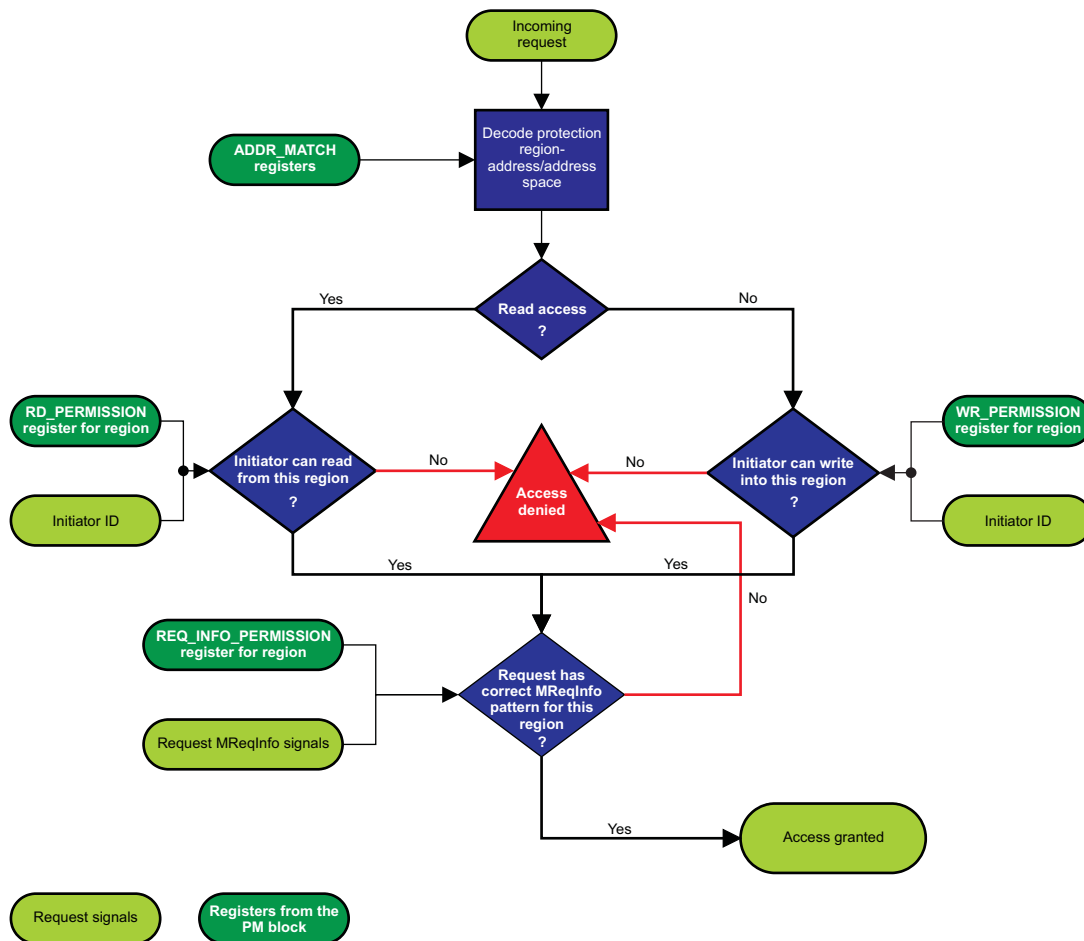 Incoming
request
ADDR_MATCH
registers
Decode protection
region-
address/address
space
Yes
No
Read access
?
RD_PERMISSION
register for region
WR_PERMISSION
register for region
Initiator can read
from this region
?
No
Access
denied
No
Initiator can write
into this region
?
Initiator ID
Initiator ID
Yes
Yes
No
REQ_INFO_PERMISSION
register for region
Request has
correct MReqInfo
pattern for this
region
?
Request MReqInfo signals
Yes
Access granted
Request signals
Registers from the
PM block